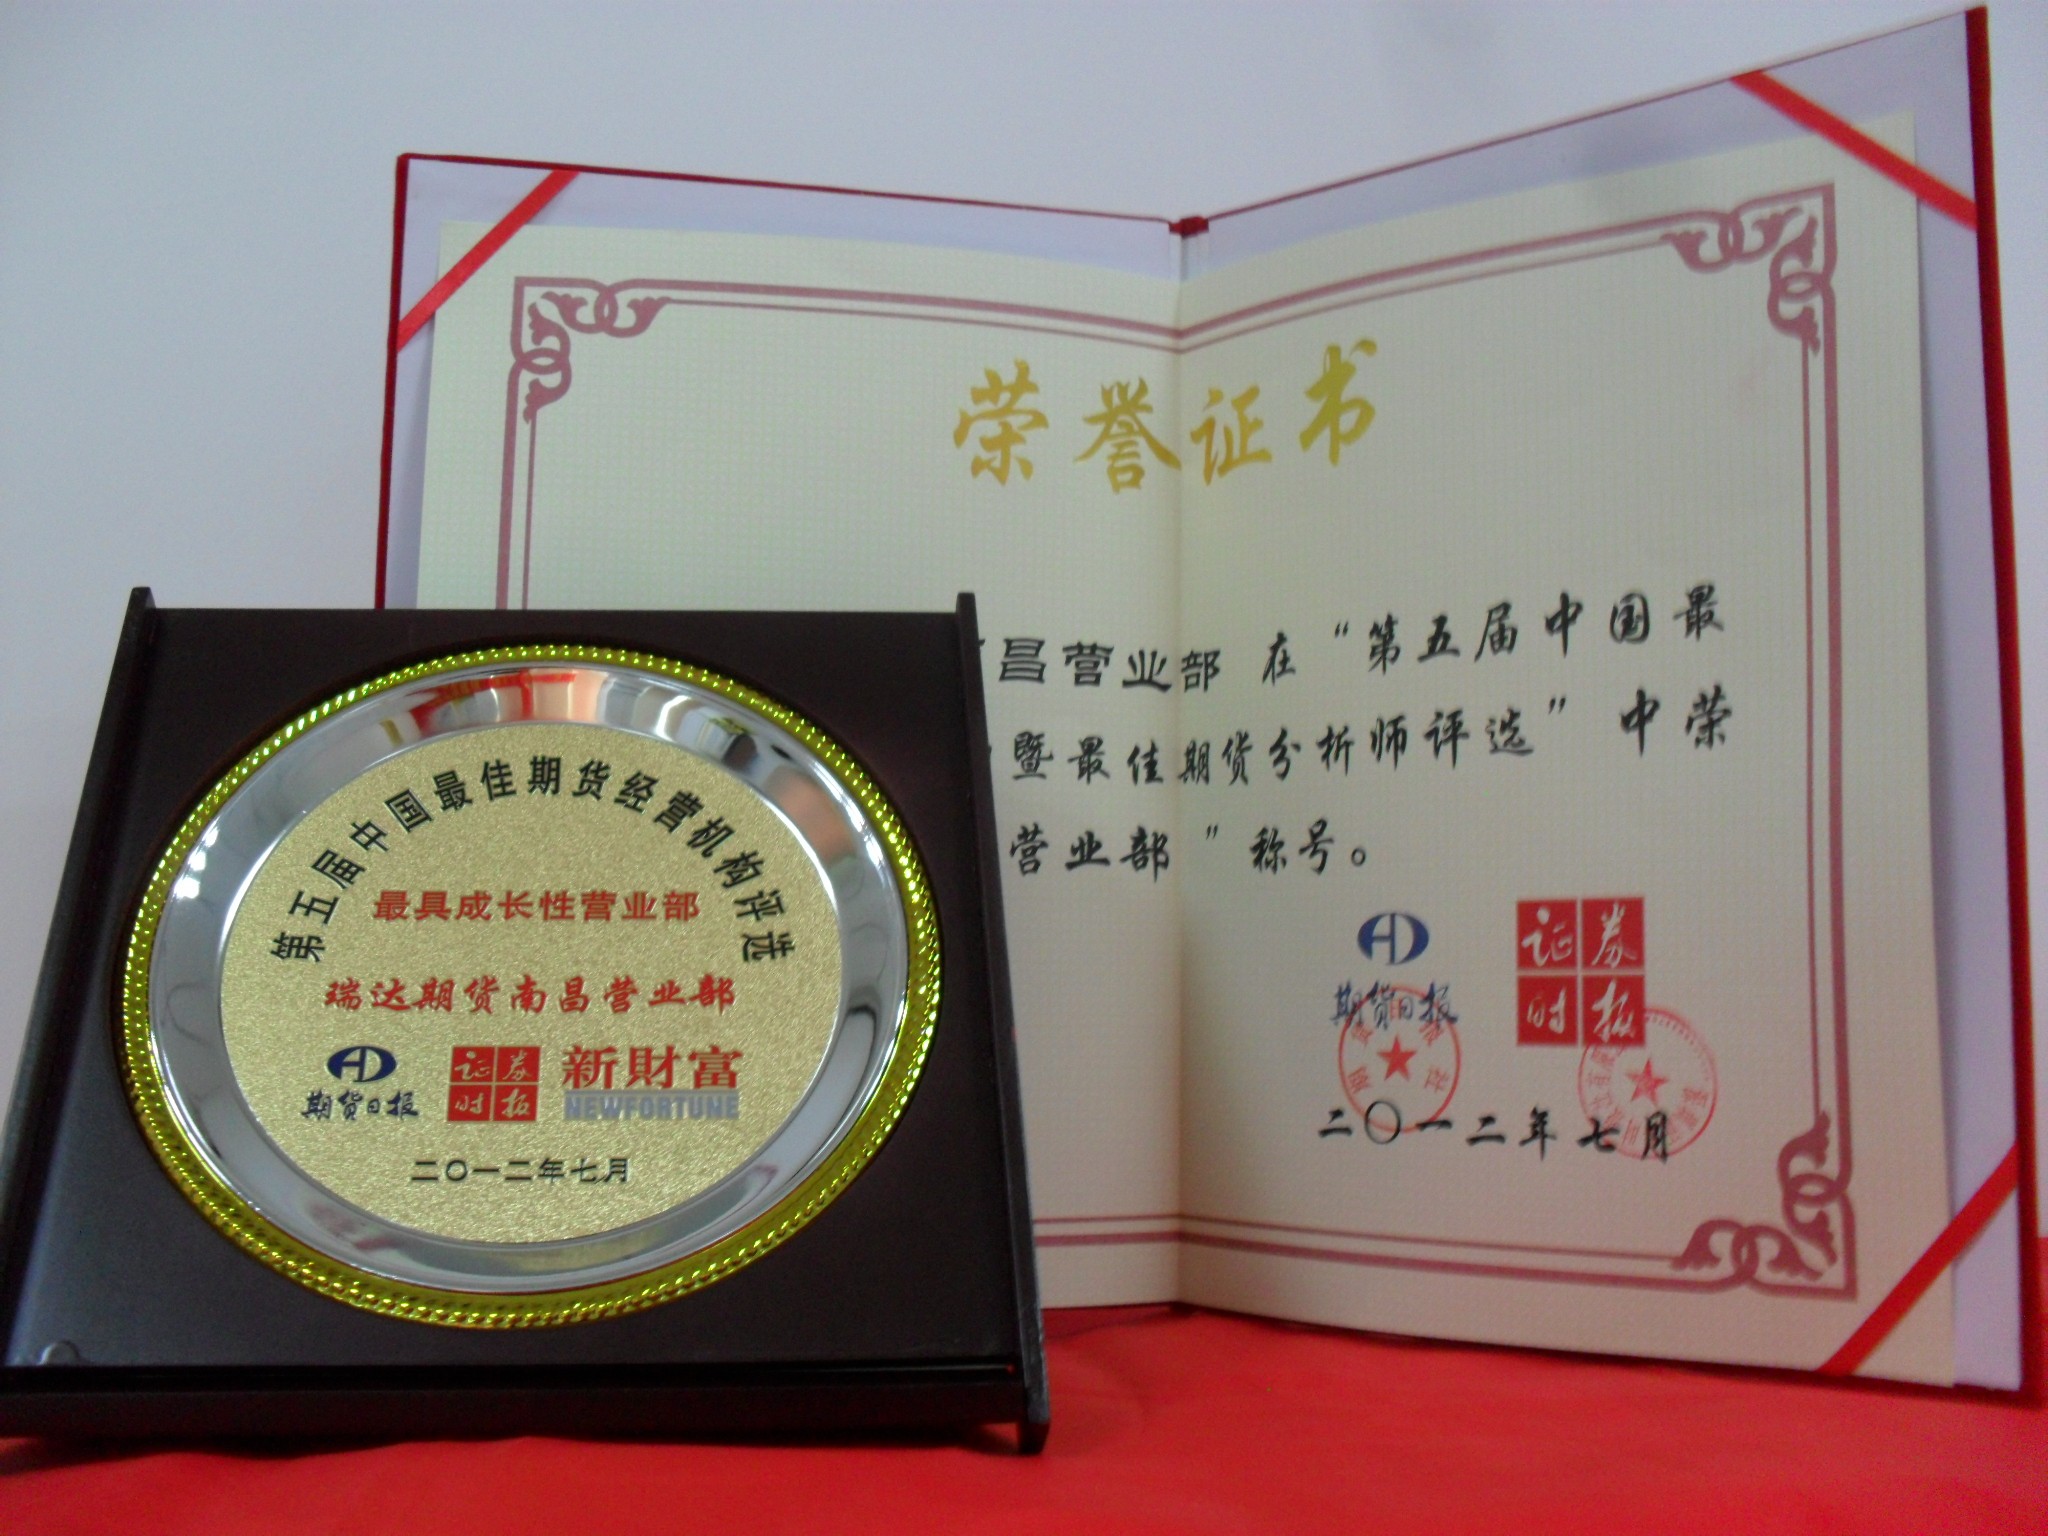 第五届中国最佳期货经营机构评选
最具成长性营业部
瑞达期货南昌营业部
期货日报
证券时报
新財富
NEWFORTUNE
二〇一二年七月
荣誉证书
昌营业部 在“第五届中国最
暨最佳期货分析师评选”中荣
营业部”称号。
期货日报
证券时报
二〇一二年七月